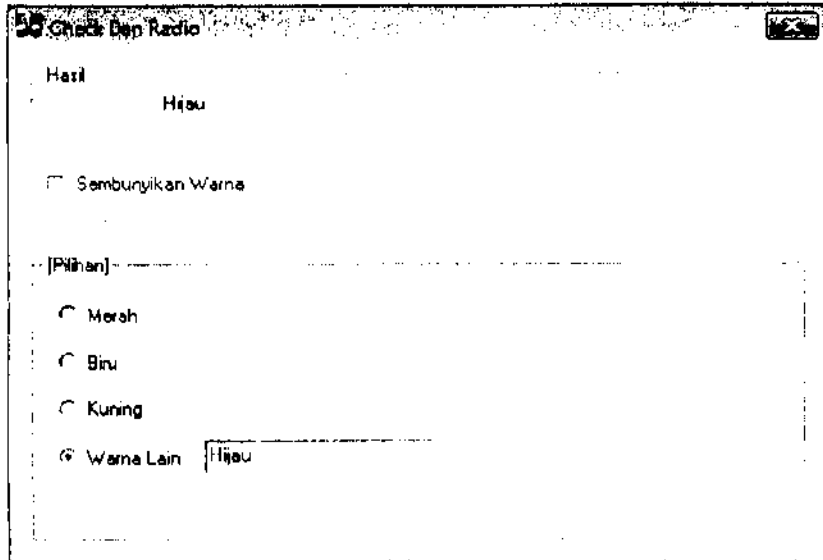 Check Dan Radio
Hasil
Hijau
Sembunyikan Warna
[Pilihan]
Merah
Biru
Kuning
Warna Lain Hijau